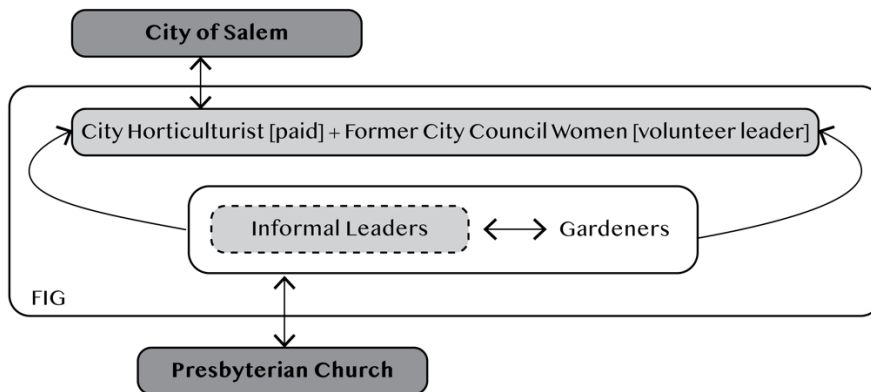 City of Salem
City Horticulturist [paid] + Former City Council Women [volunteer leader]
Informal Leaders
Gardeners
FIG
Presbyterian Church